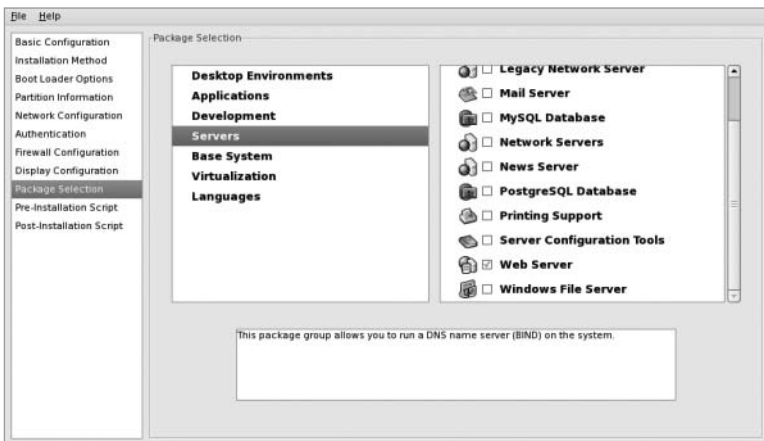 File Help
Basic Configuration
Installation Method
Boot Loader Options
Partition Information
Network Configuration
Authentication
Firewall Configuration
Display Configuration
Package Selection
Pre-Installation Script
Post-Installation Script
Package Selection
Desktop Environments
Applications
Development
Servers
Base System
Virtualization
Languages
Legacy Network Server
Mail Server
MySQL Database
Network Servers
News Server
PostgreSQL Database
Printing Support
Server Configuration Tools
Web Server
Windows File Server
This package group allows you to run a DNS name server (BIND) on the system.